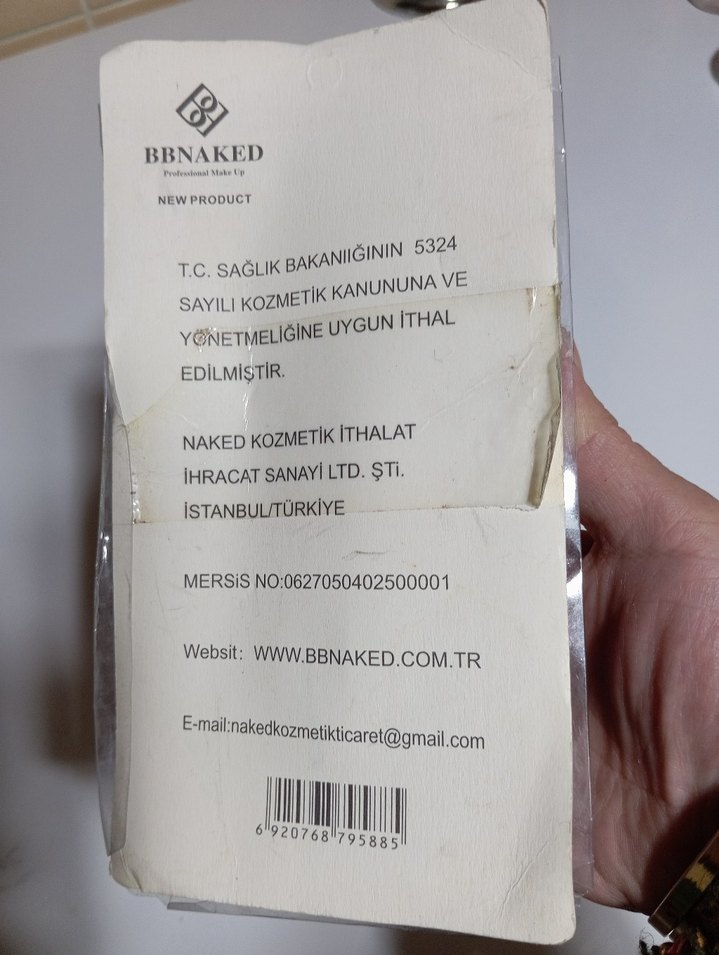 BBNAKED
Professional Make Up
NEW PRODUCT
T.C. SAĞLIK BAKANIIĞININ 5324
SAYILI KOZMETİK KANUNUNA VE
YÖNETMELİĞİNE UYGUN İTHAL
EDİLMİŞTİR.
NAKED KOZMETİK İTHALAT
İHRACAT SANAYİ LTD. ŞTi.
İSTANBUL/TÜRKİYE
MERSiS NO:0627050402500001
Websit: WWW.BBNAKED.COM.TR
E-mail:nakedkozmetikticaret@gmail.com
6 920768 795885